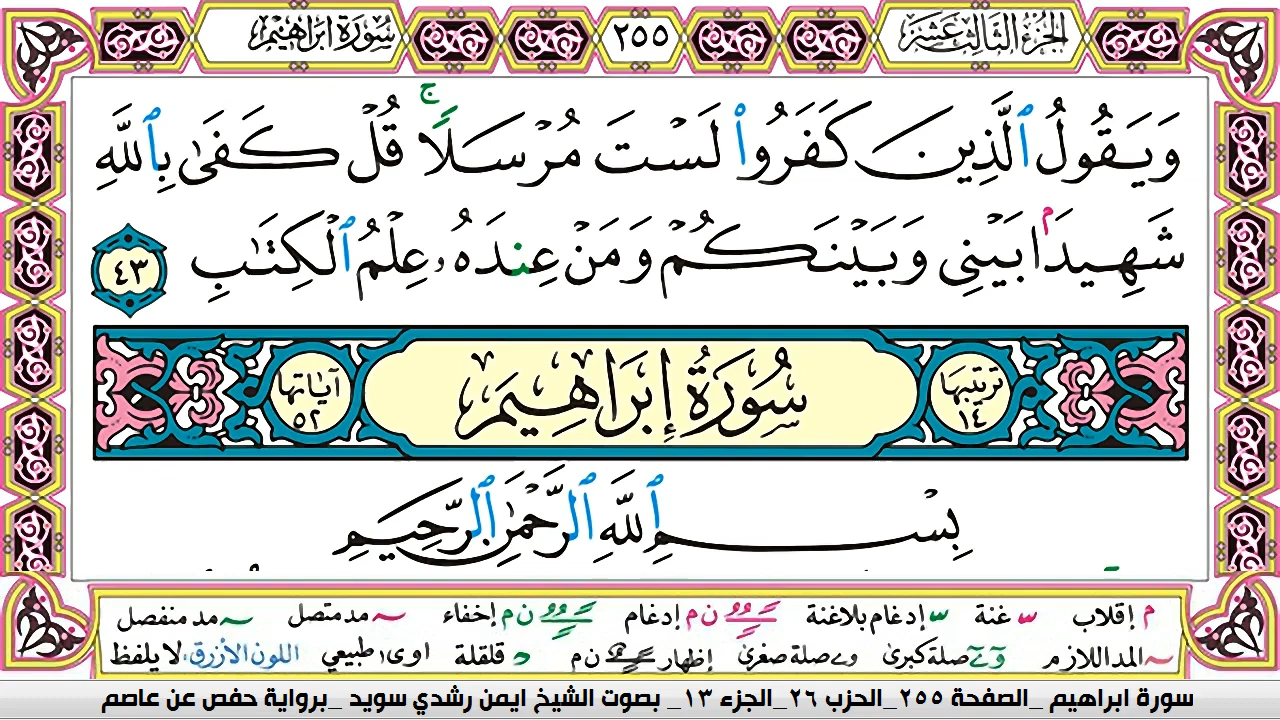 الجزء الثالث عشر ٢٥٥ سورة ابراهيم
وَيَقُولُ ٱلَّذِينَ كَفَرُوا۟ لَسْتَ مُرْسَلًا ۚ قُلْ كَفَىٰ بِٱللَّهِ
شَهِيدًۢا بَيْنِى وَبَيْنَكُمْ وَمَنْ عِندَهُۥ عِلْمُ ٱلْكِتَٰبِ ٤٣
ترتيبها ١٤ سُورَةُ إِبْرَاهِيمَ آياتها ٥٢
بِسْمِ ٱللَّهِ ٱلرَّحْمَٰنِ ٱلرَّحِيمِ
م إقلاب غنة إدغام بلاغنة ن م إدغام ن م إخفاء مد متصل مد منفصل
المد اللازم صلة كبرى صلة صغرى إظهار ن م قلقلة اوى طبيعي اللون الأزرق لا يلفظ
سورة ابراهيم _الصفحة ٢٥٥_الحزب ٢٦_الجزء ١٣_ بصوت الشيخ ايمن رشدي سويد _برواية حفص عن عاصم